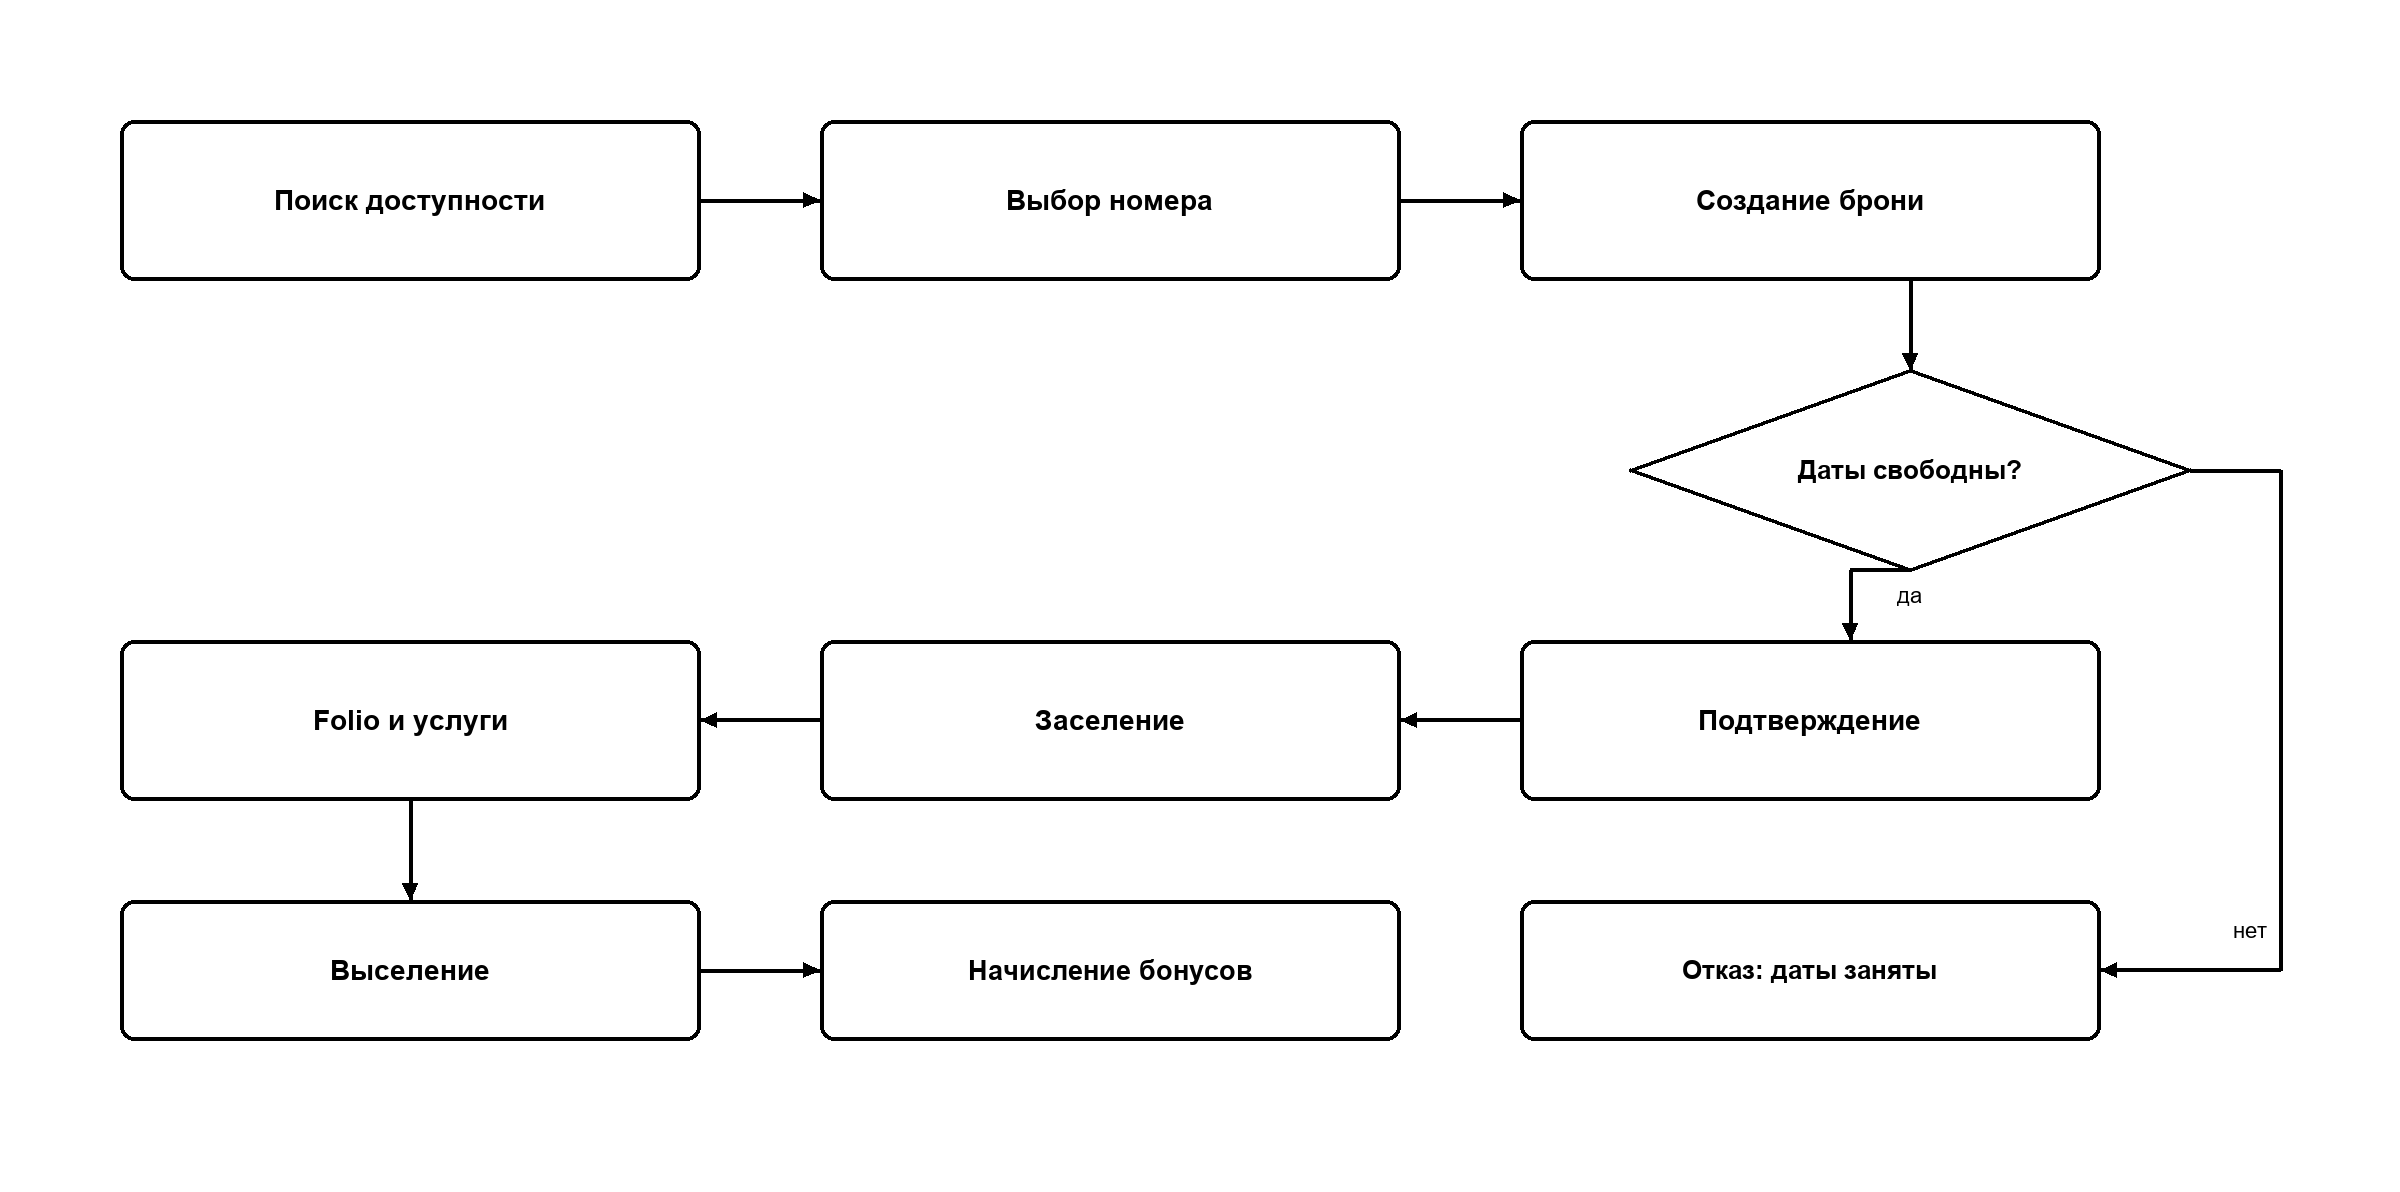 Поиск доступности
Выбор номера
Создание брони
Даты свободны?
да
Folio и услуги
Заселение
Подтверждение
нет
Выселение
Начисление бонусов
Отказ: даты заняты